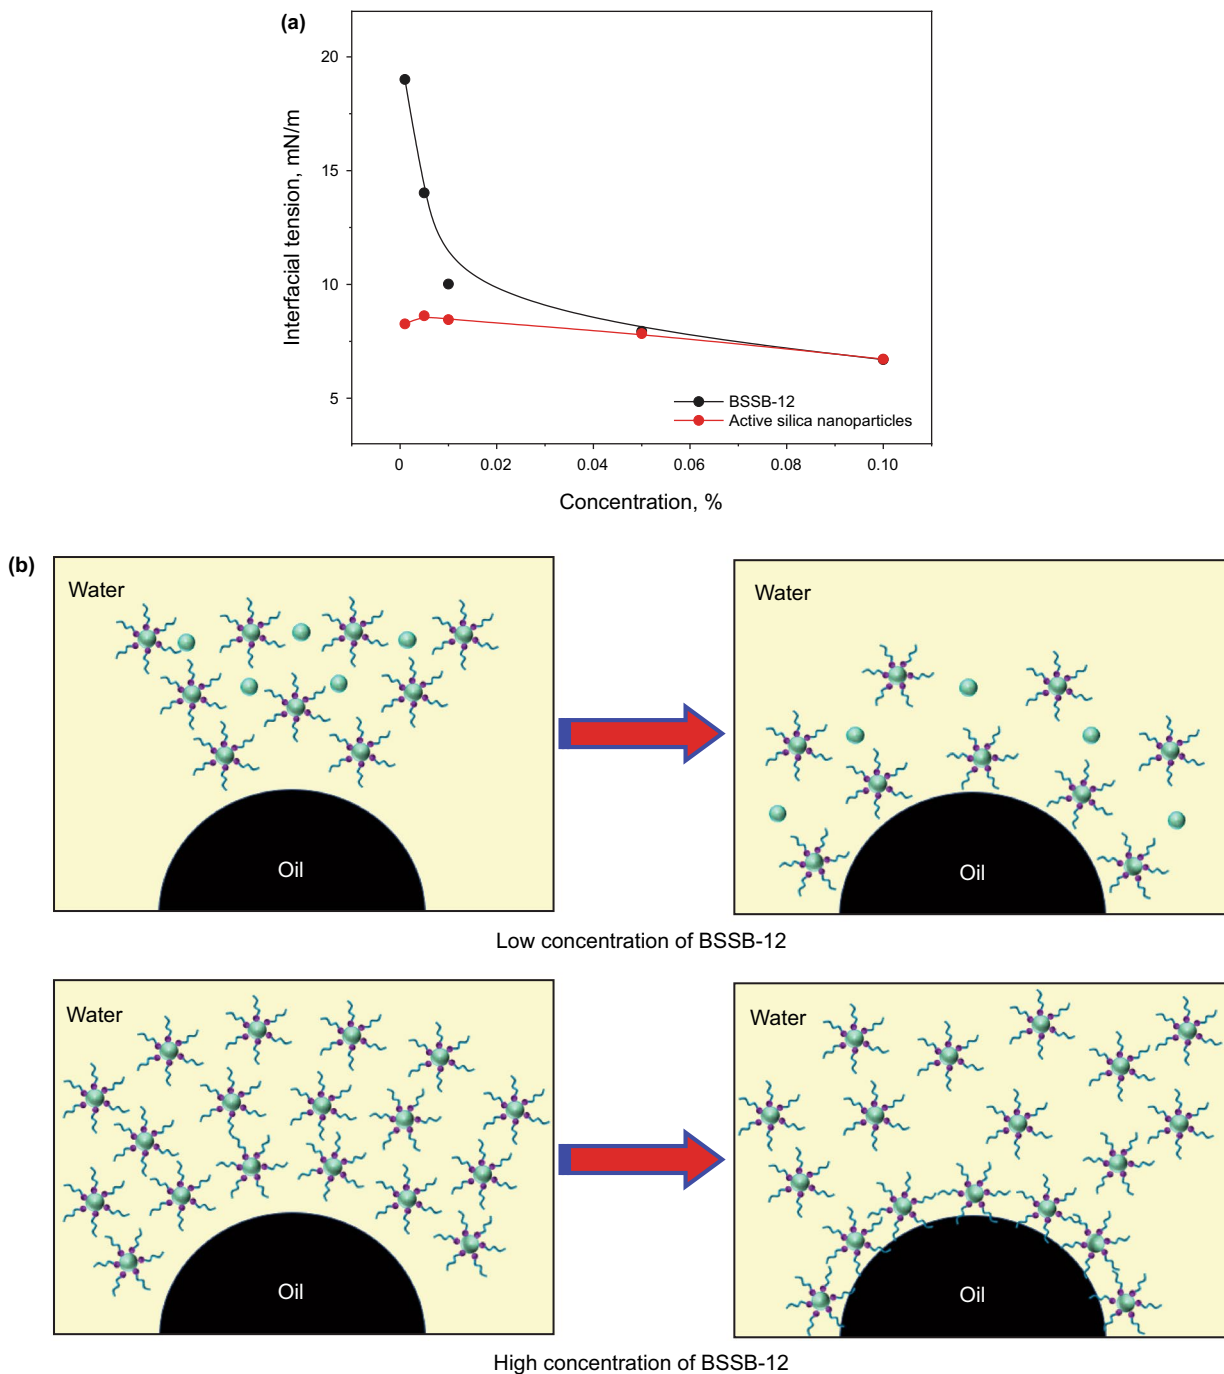 (a)
20
15
10
5
Interfacial tension, mN/m
BSSB-12
Active silica nanoparticles
0
0.02
0.04
0.06
0.08
0.10
Concentration, %
(b)
Water
Oil
Water
Oil
Low concentration of BSSB-12
Water
Oil
Water
Oil
High concentration of BSSB-12